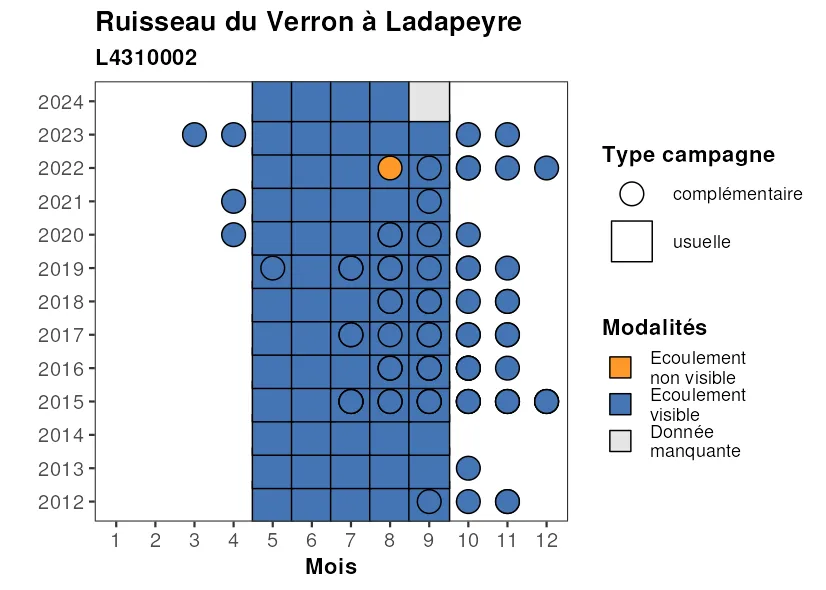 Ruisseau du Verron à Ladapeyre
L4310002
2024
2023
2022
2021
2020
2019
2018
2017
2016
2015
2014
2013
2012
1 2 3 4 5 6 7 8 9 10 11 12
Mois
Type campagne
complémentaire
usuelle
Modalités
Ecoulement
non visible
Ecoulement
visible
Donnée
manquante